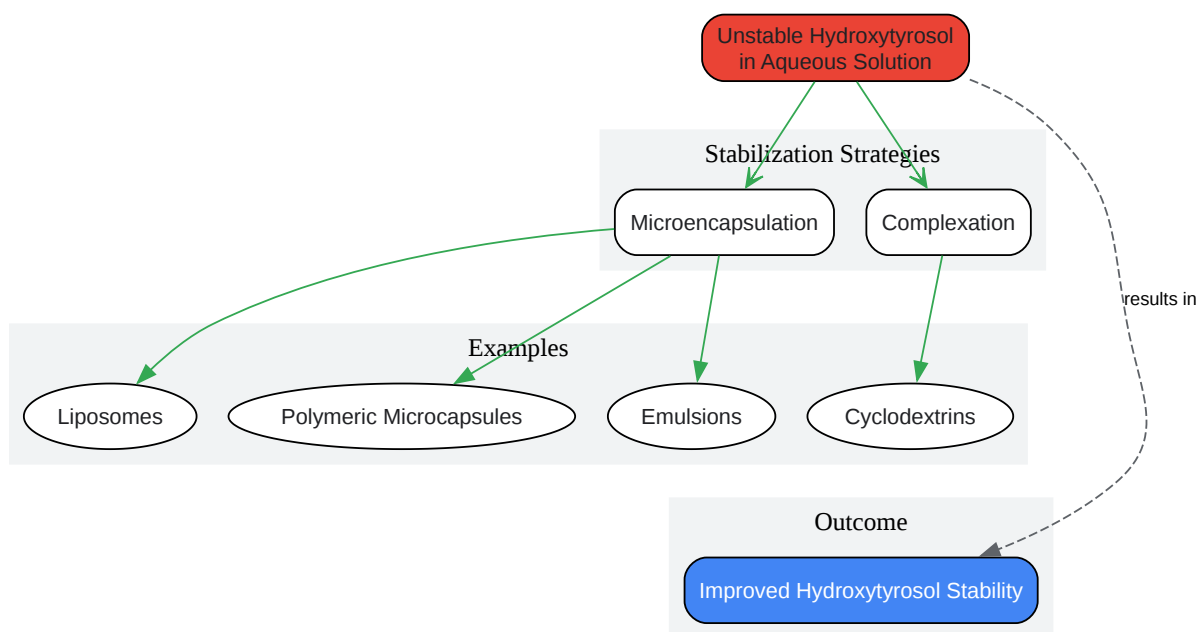 Unstable Hydroxytyrosol
in Aqueous Solution
Stabilization Strategies
Microencapsulation
Complexation
results in
Examples
Liposomes
Polymeric Microcapsules
Emulsions
Cyclodextrins
Outcome
Improved Hydroxytyrosol Stability